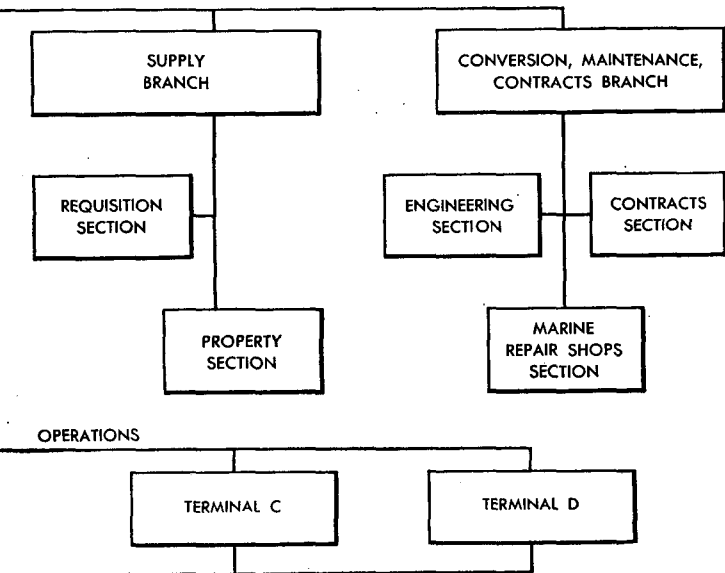 SUPPLY
BRANCH
CONVERSION, MAINTENANCE,
CONTRACTS BRANCH
REQUISITION
SECTION
ENGINEERING
SECTION
CONTRACTS
SECTION
PROPERTY
SECTION
MARINE
REPAIR SHOPS
SECTION
OPERATIONS
TERMINAL C
TERMINAL D